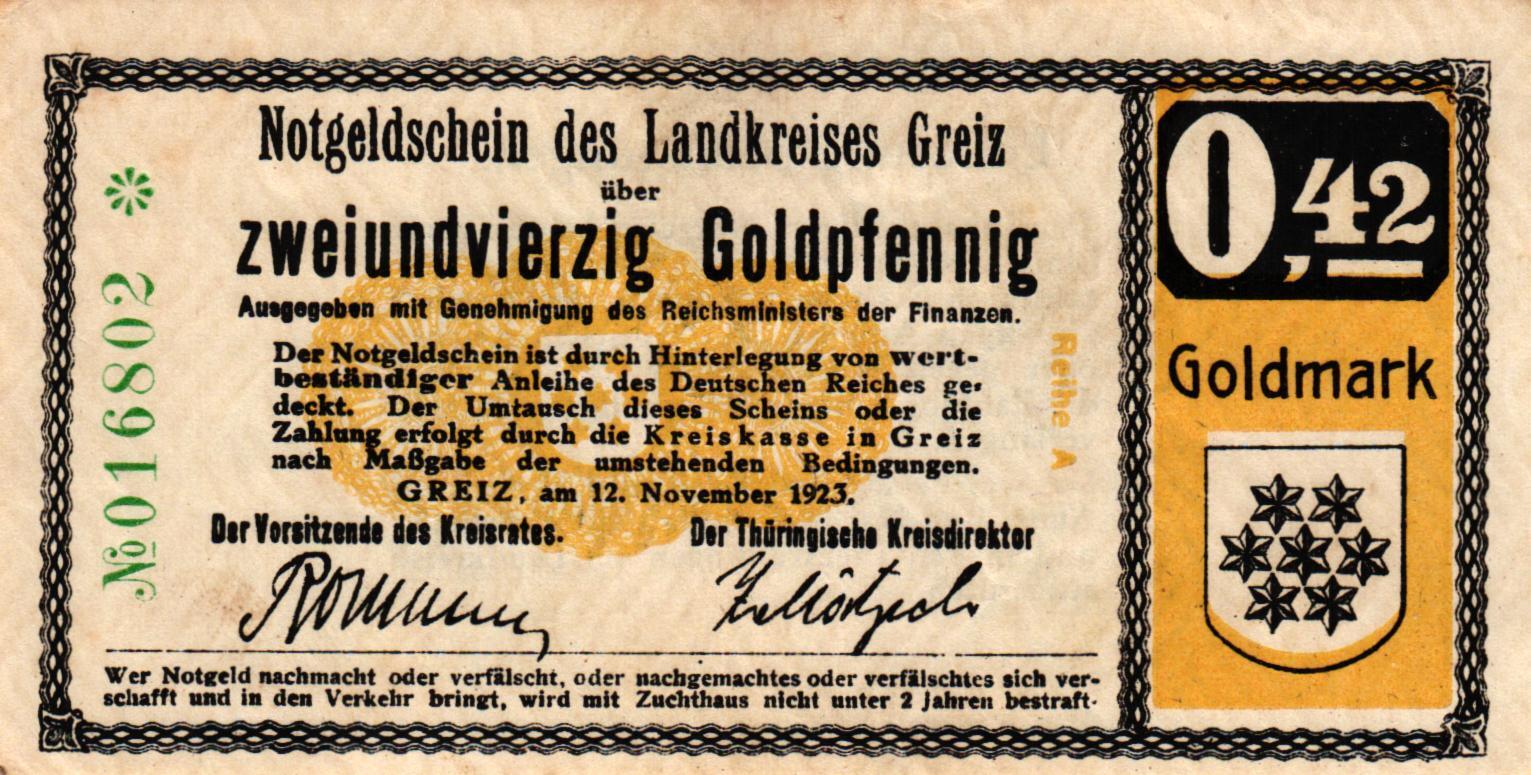 Notgeldschein des Landkreises Greiz
über
zweiundvierzig Goldpfennig
Ausgegeben mit Genehmigung des Reichsministers der Finanzen.
Der Notgeldschein ist durch Hinterlegung von wert-
beständiger Anleihe des Deutschen Reiches ge-
deckt. Der Umtausch dieses Scheins oder die
Zahlung erfolgt durch die Kreiskasse in Greiz
nach Maßgabe der umstehenden Bedingungen.
GREIZ, am 12. November 1923.
Der Vorsitzende des Kreisrates.
Der Thüringische Kreisdirektor
Wer Notgeld nachmacht oder verfälscht, oder nachgemachtes oder verfälschtes sich ver-
schafft und in den Verkehr bringt, wird mit Zuchthaus nicht unter 2 Jahren bestraft.
№ 016802 *
Reihe A
0,42
Goldmark